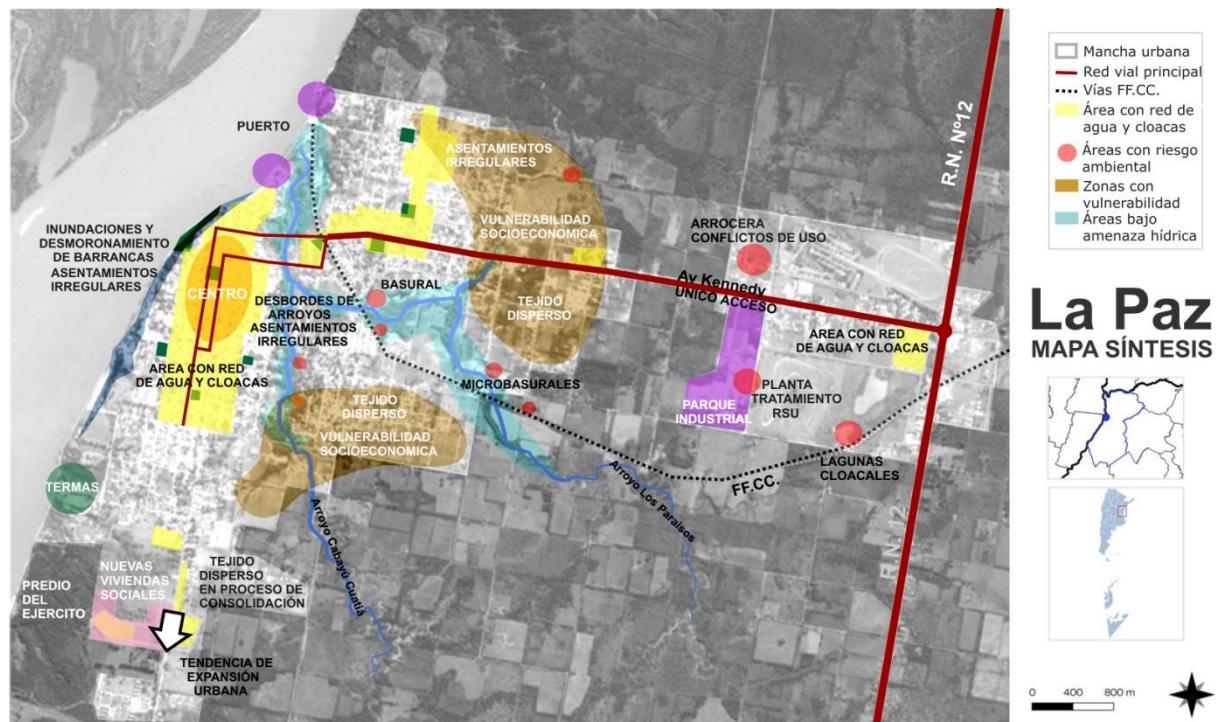 PUERTO
ASENTAMIENTOS
IRREGULARES
VULNERABILIDAD
SOCIOECONOMICA
INUNDACIONES Y
DESMORONAMIENTO
DE BARRANCAS
ASENTAMIENTOS
IRREGULARES
CENTRO
DESBORDES DE
ARROYOS
ASENTAMIENTOS
IRREGULARES
BASURAL
TEJIDO
DISPERSO
ARROCERA
CONFLICTOS DE USO
Av Kennedy
UNICO ACCESO
R.N. Nº12
AREA CON RED
DE AGUA Y CLOACAS
AREA CON RED
DE AGUA Y CLOACAS
MICROBASURALES
PARQUE
INDUSTRIAL
PLANTA
TRATAMIENTO
RSU
TEJIDO
DISPERSO
VULNERABILIDAD
SOCIOECONOMICA
LAGUNAS
CLOACALES
FF.CC.
Arroyo Los Paraisos
Arroyo Cabayú Cuatiá
R.N. 12
TERMAS
PREDIO
DEL
EJERCITO
NUEVAS
VIVIENDAS
SOCIALES
TEJIDO
DISPERSO
EN PROCESO DE
CONSOLIDACIÓN
TENDENCIA DE
EXPANSIÓN
URBANA
Mancha urbana
Red vial principal
Vías FF.CC.
Área con red de
agua y cloacas
Áreas con riesgo
ambiental
Zonas con
vulnerabilidad
Áreas bajo
amenaza hídrica
La Paz
MAPA SÍNTESIS
0 400 800 m